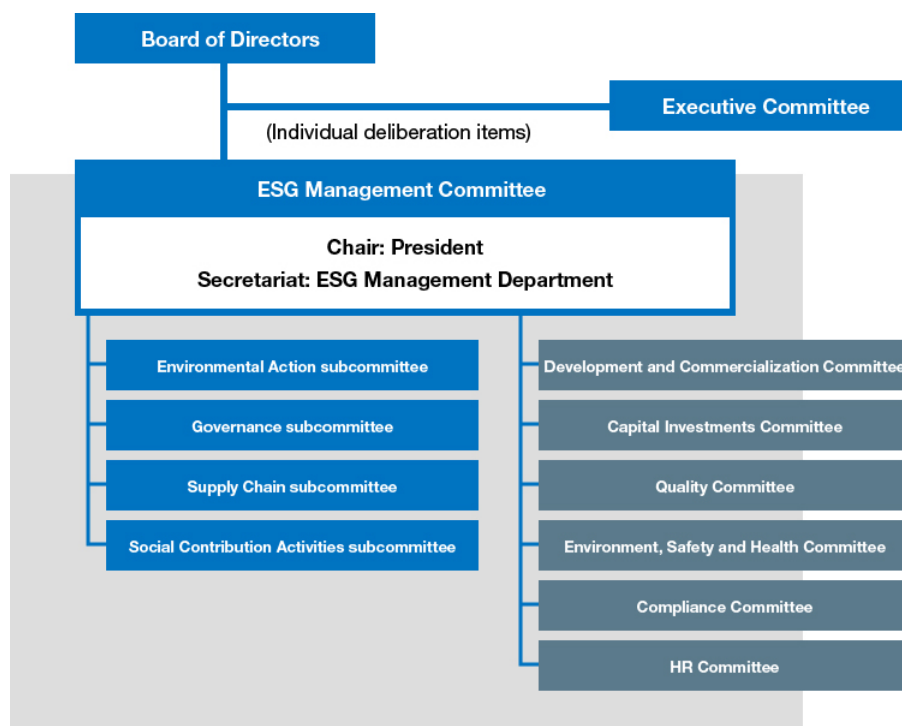 Board of Directors
Executive Committee
(Individual deliberation items)
ESG Management Committee
Chair: President
Secretariat: ESG Management Department
Environmental Action subcommittee
Governance subcommittee
Supply Chain subcommittee
Social Contribution Activities subcommittee
Development and Commercialization Committee
Capital Investments Committee
Quality Committee
Environment, Safety and Health Committee
Compliance Committee
HR Committee